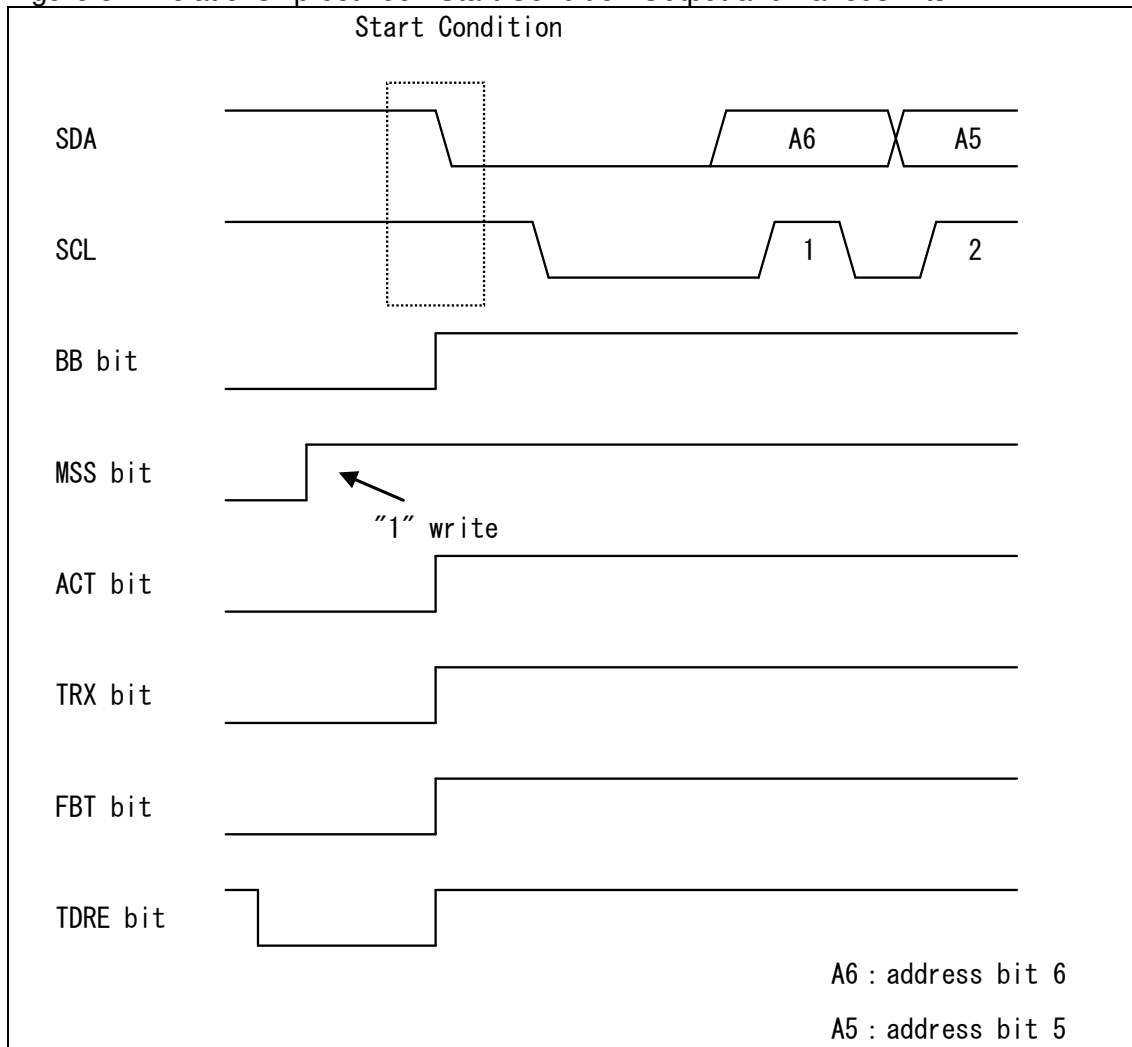 Start Condition
SDA
A6
A5
SCL
1
2
BB bit
MSS bit
"1" write
ACT bit
TRX bit
FBT bit
TDRE bit
A6 : address bit 6
A5 : address bit 5